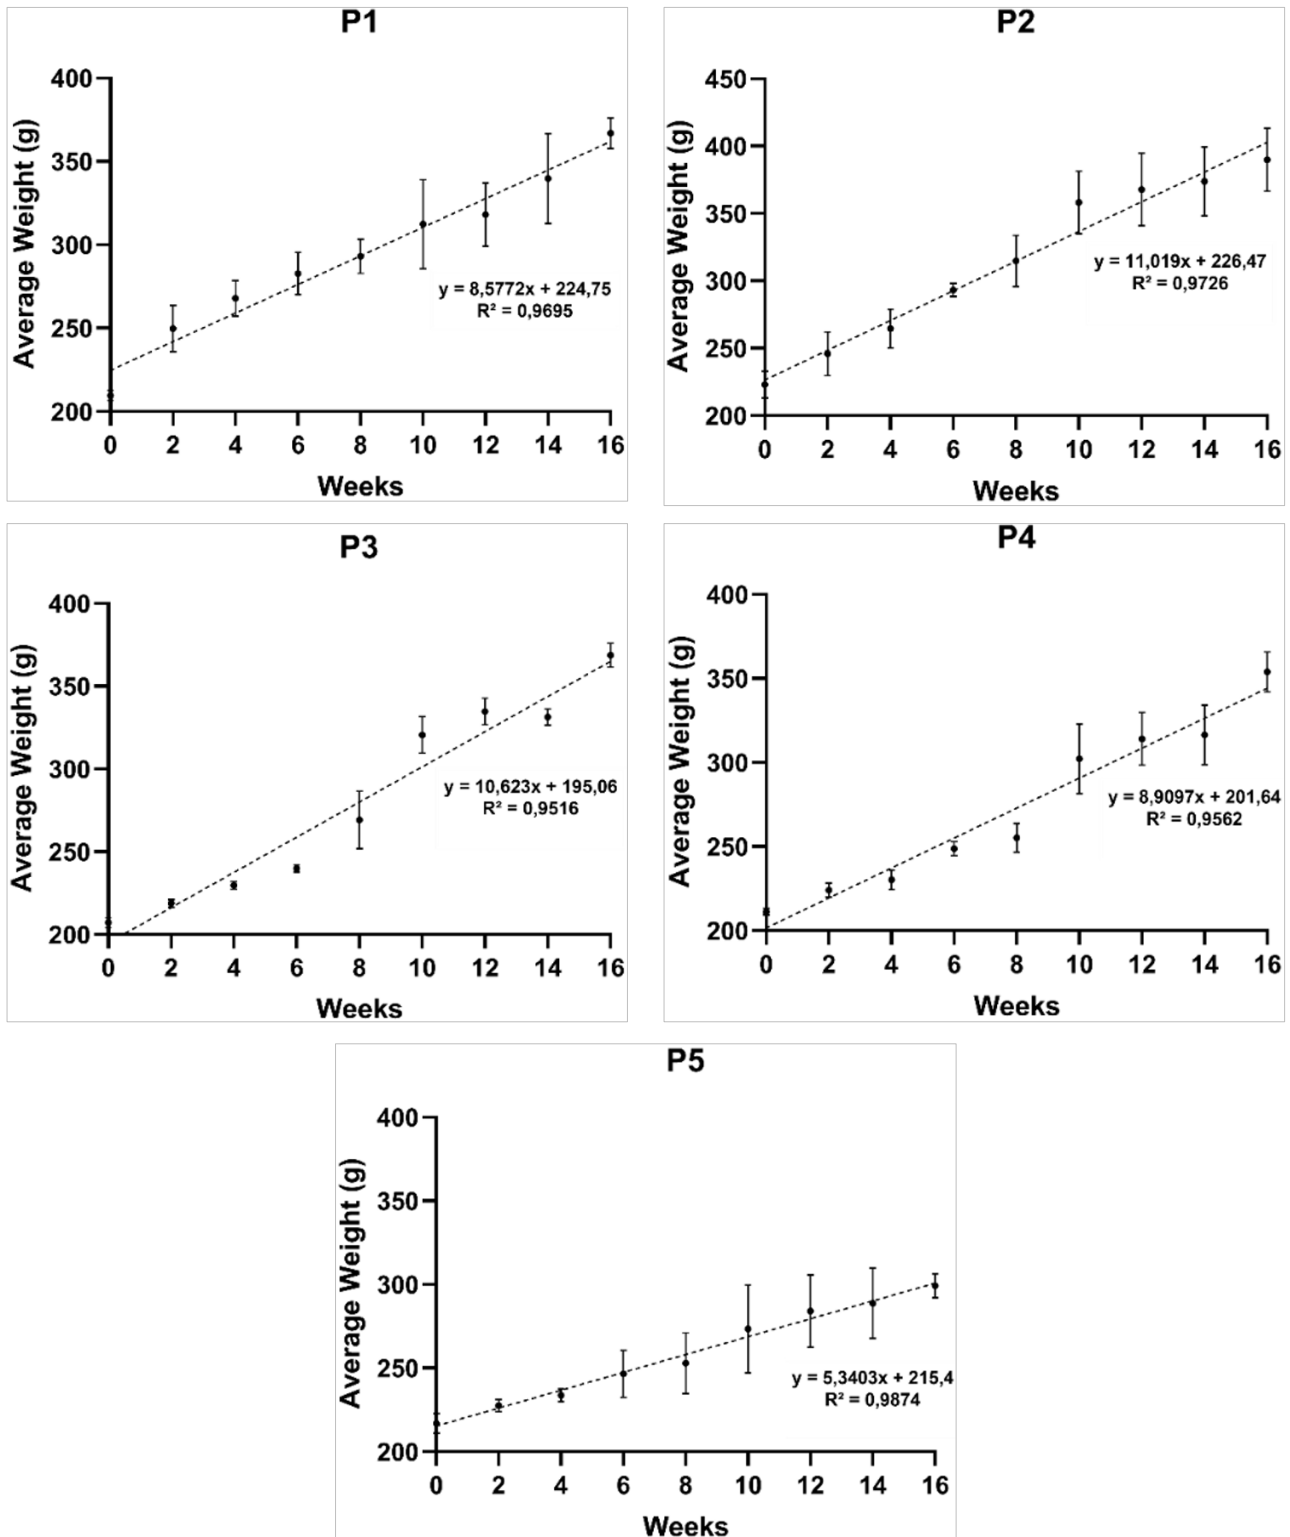 P1
Average Weight (g)
400
350
300
250
200
y = 8,5772x + 224,75
R² = 0,9695
0 2 4 6 8 10 12 14 16
Weeks
P2
Average Weight (g)
450
400
350
300
250
200
y = 11,019x + 226,47
R² = 0,9726
0 2 4 6 8 10 12 14 16
Weeks
P3
Average Weight (g)
400
350
300
250
200
y = 10,623x + 195,06
R² = 0,9516
0 2 4 6 8 10 12 14 16
Weeks
P4
Average Weight (g)
400
350
300
250
200
y = 8,9097x + 201,64
R² = 0,9562
0 2 4 6 8 10 12 14 16
Weeks
P5
Average Weight (g)
400
350
300
250
200
y = 5,3403x + 215,4
R² = 0,9874
0 2 4 6 8 10 12 14 16
Weeks